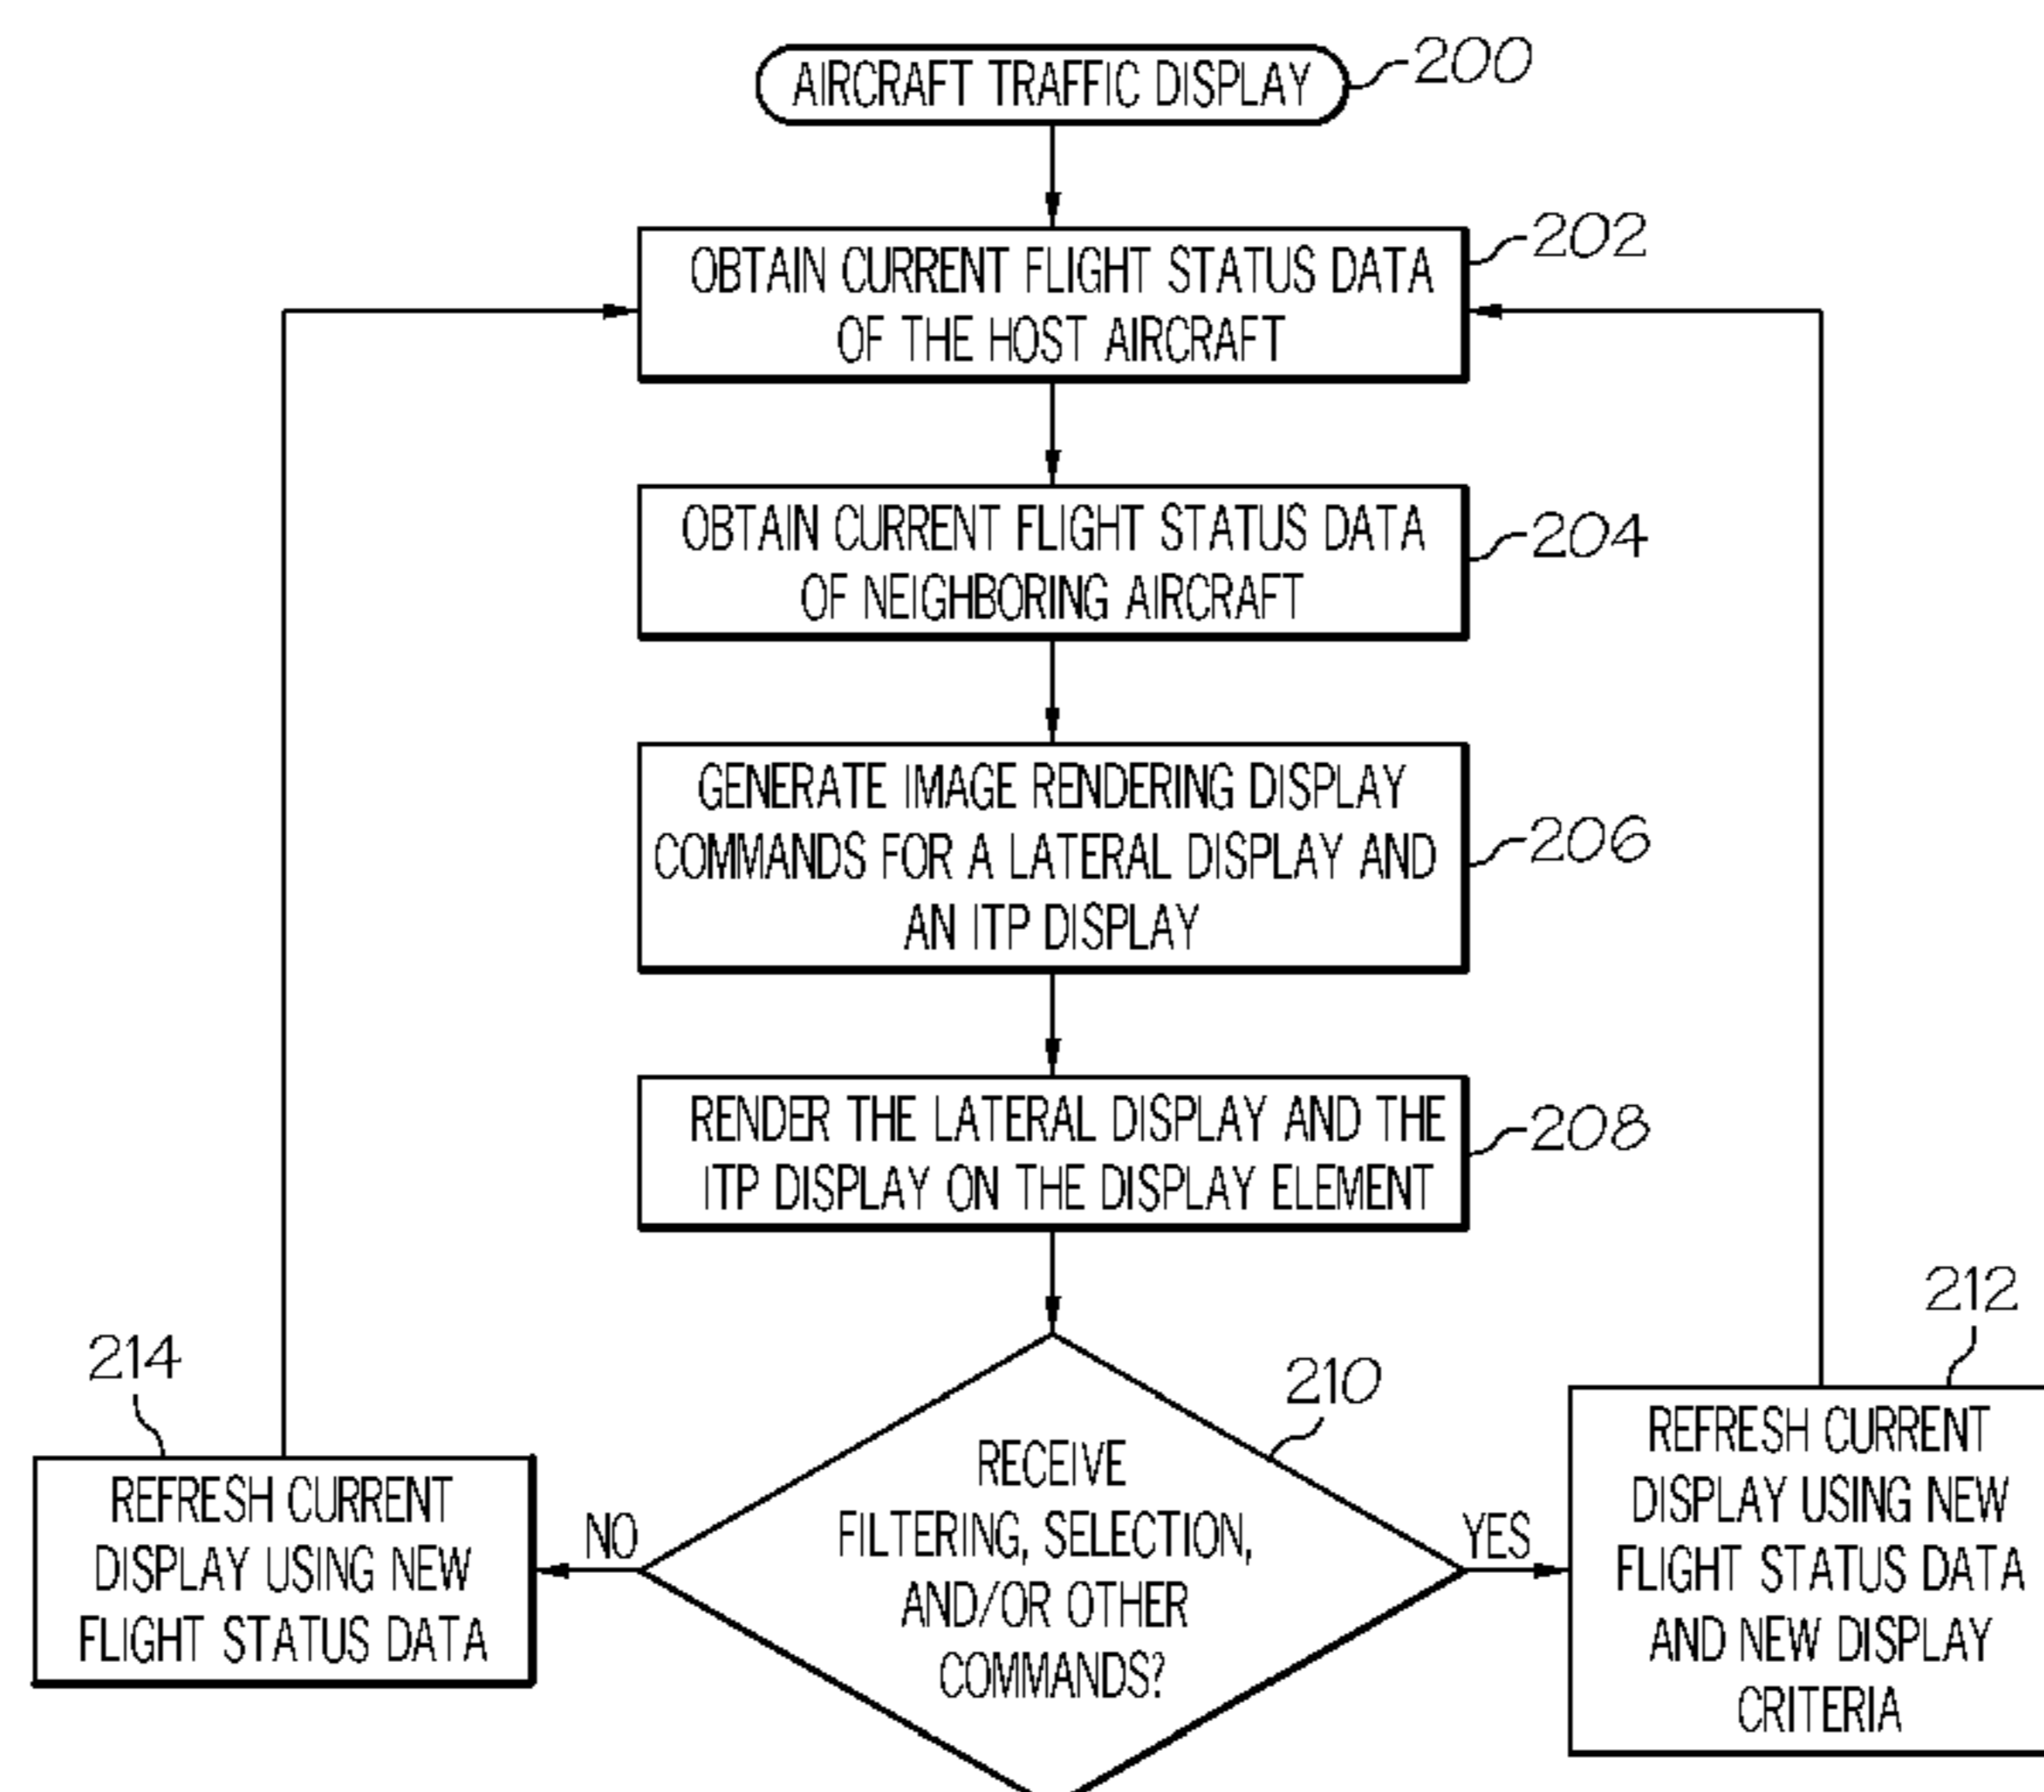 AIRCRAFT TRAFFIC DISPLAY
200
OBTAIN CURRENT FLIGHT STATUS DATA
OF THE HOST AIRCRAFT
202
OBTAIN CURRENT FLIGHT STATUS DATA
OF NEIGHBORING AIRCRAFT
204
GENERATE IMAGE RENDERING DISPLAY
COMMANDS FOR A LATERAL DISPLAY AND
AN ITP DISPLAY
206
RENDER THE LATERAL DISPLAY AND THE
ITP DISPLAY ON THE DISPLAY ELEMENT
208
214
REFRESH CURRENT
DISPLAY USING NEW
FLIGHT STATUS DATA
NO
210
RECEIVE
FILTERING, SELECTION,
AND/OR OTHER
COMMANDS?
YES
212
REFRESH CURRENT
DISPLAY USING NEW
FLIGHT STATUS DATA
AND NEW DISPLAY
CRITERIA